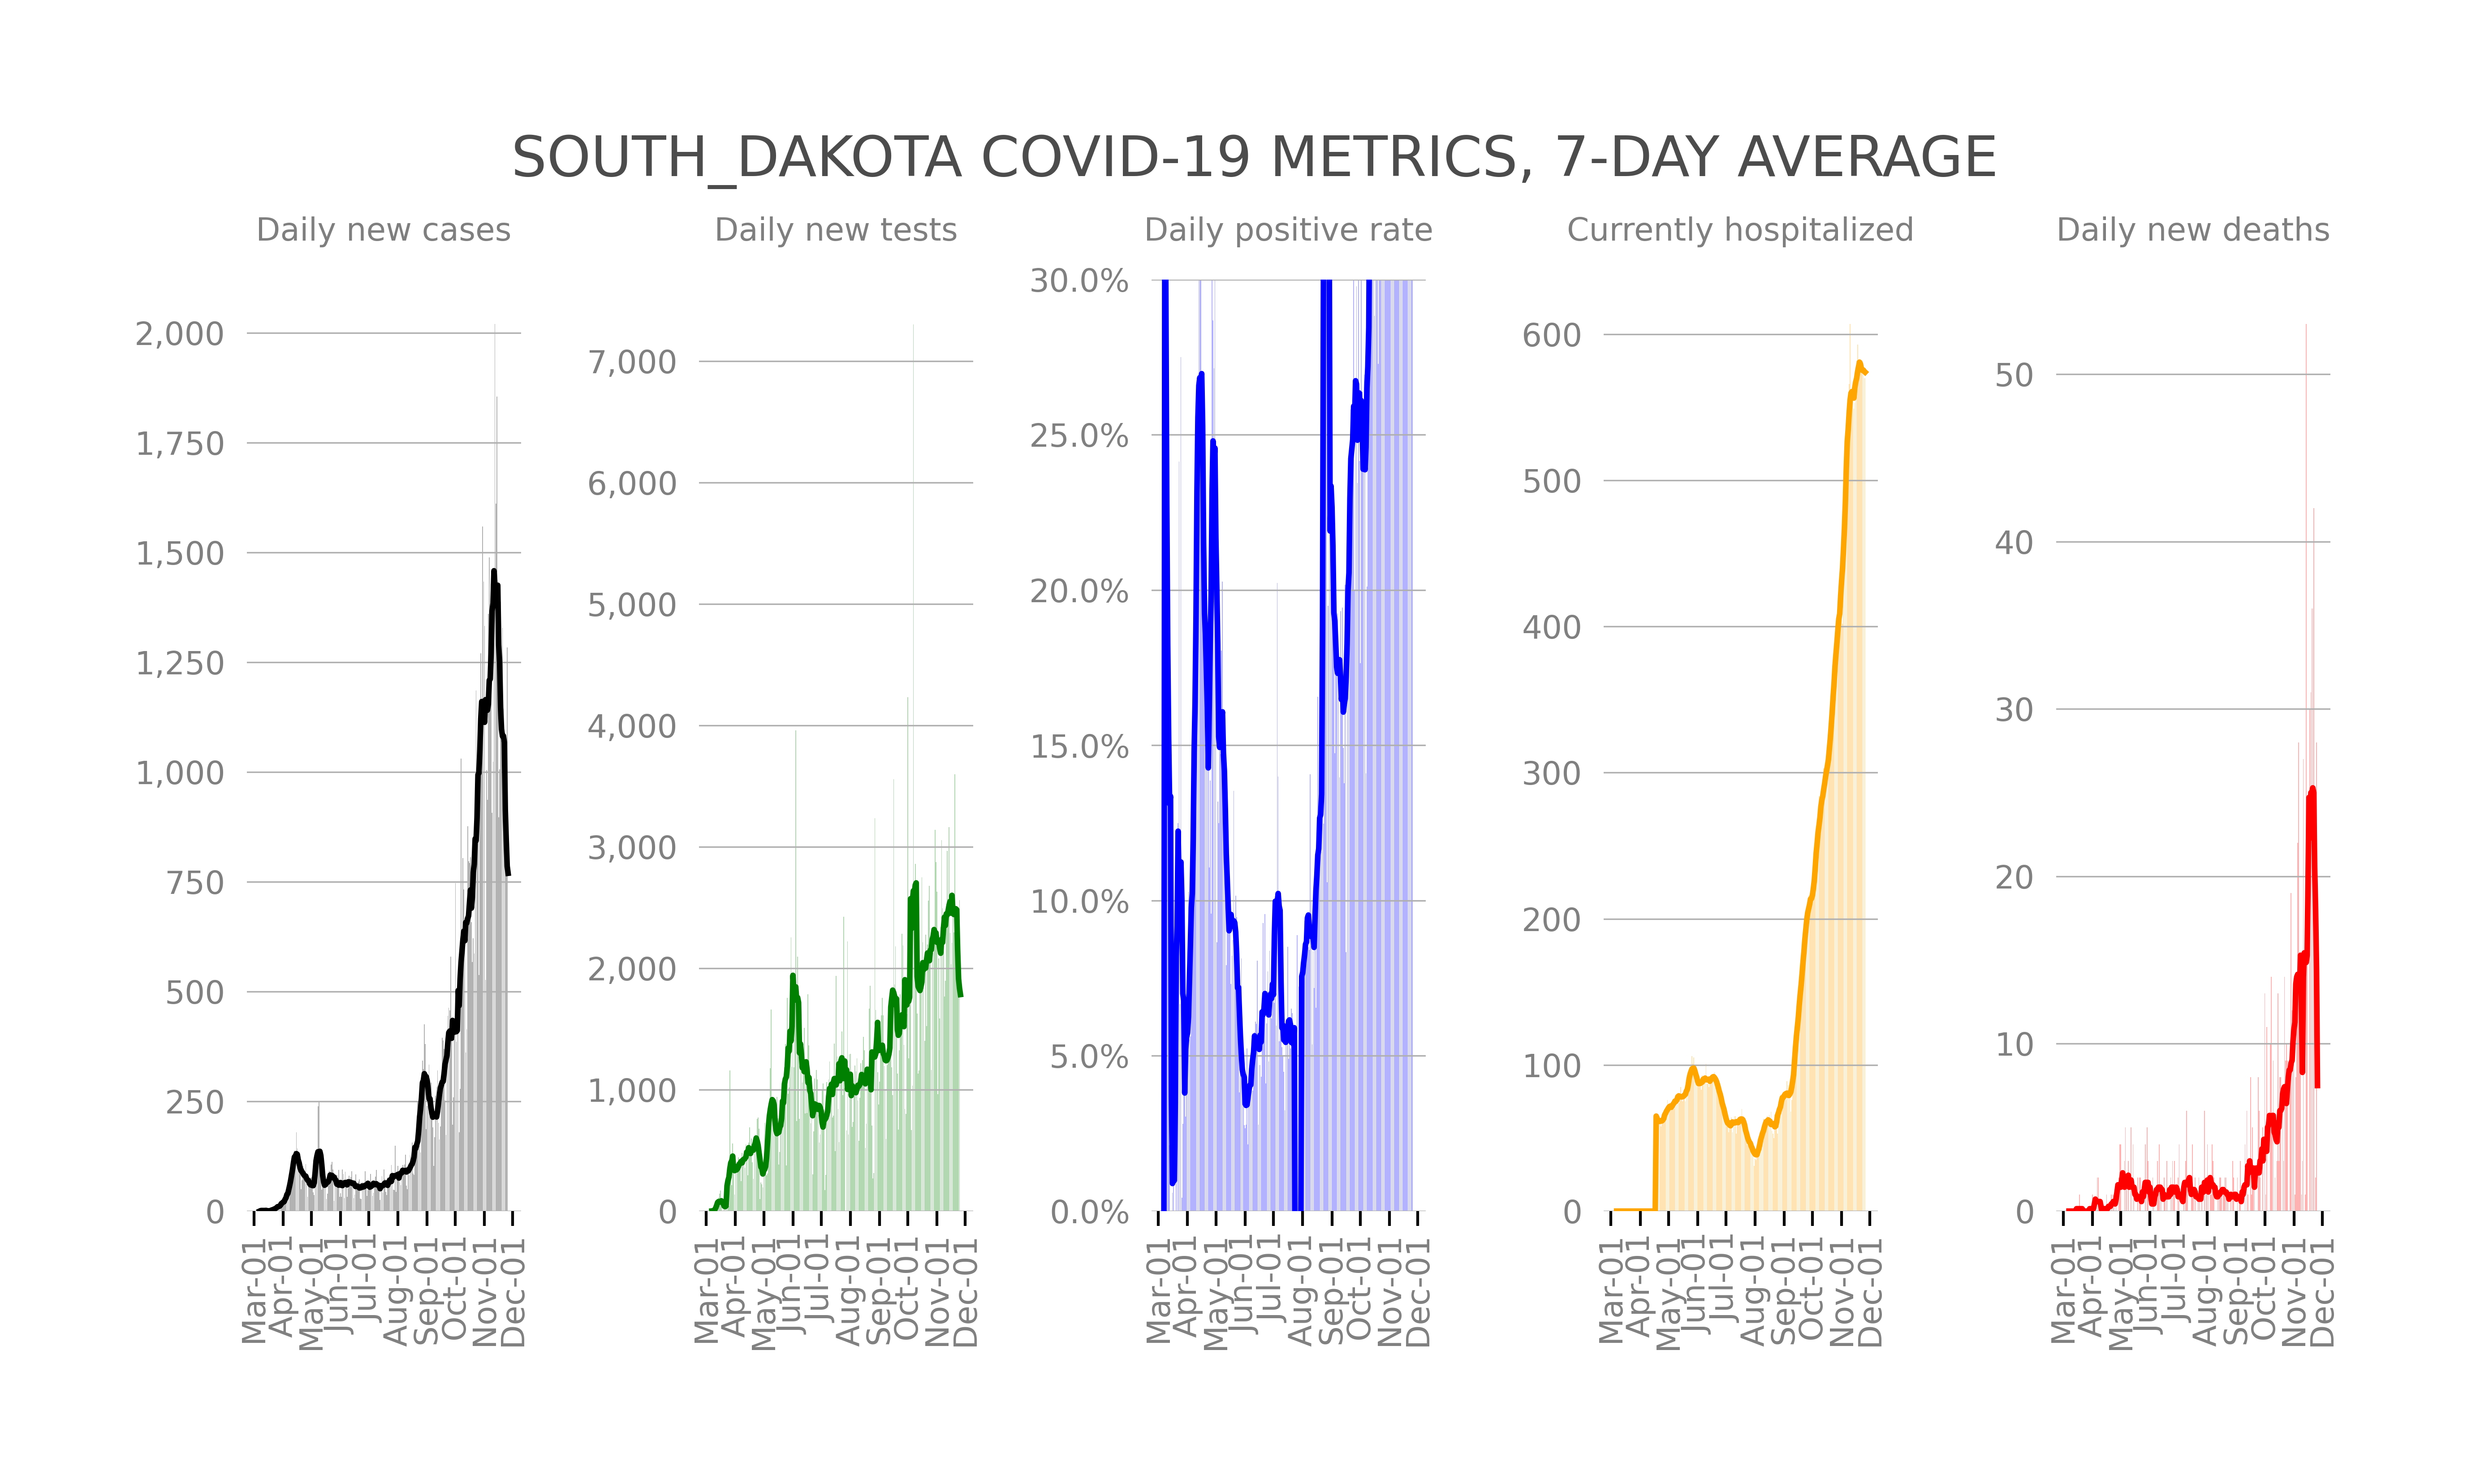 SOUTH_DAKOTA COVID-19 METRICS, 7-DAY AVERAGE
Daily new cases
2,000
1,750
1,500
1,250
1,000
750
500
250
0
Mar-01
Apr-01
May-01
Jun-01
Jul-01
Aug-01
Sep-01
Oct-01
Nov-01
Dec-01
Daily new tests
7,000
6,000
5,000
4,000
3,000
2,000
1,000
0
Mar-01
Apr-01
May-01
Jun-01
Jul-01
Aug-01
Sep-01
Oct-01
Nov-01
Dec-01
Daily positive rate
30.0%
25.0%
20.0%
15.0%
10.0%
5.0%
0.0%
Mar-01
Apr-01
May-01
Jun-01
Jul-01
Aug-01
Sep-01
Oct-01
Nov-01
Dec-01
Currently hospitalized
600
500
400
300
200
100
0
Mar-01
Apr-01
May-01
Jun-01
Jul-01
Aug-01
Sep-01
Oct-01
Nov-01
Dec-01
Daily new deaths
50
40
30
20
10
0
Mar-01
Apr-01
May-01
Jun-01
Jul-01
Aug-01
Sep-01
Oct-01
Nov-01
Dec-01